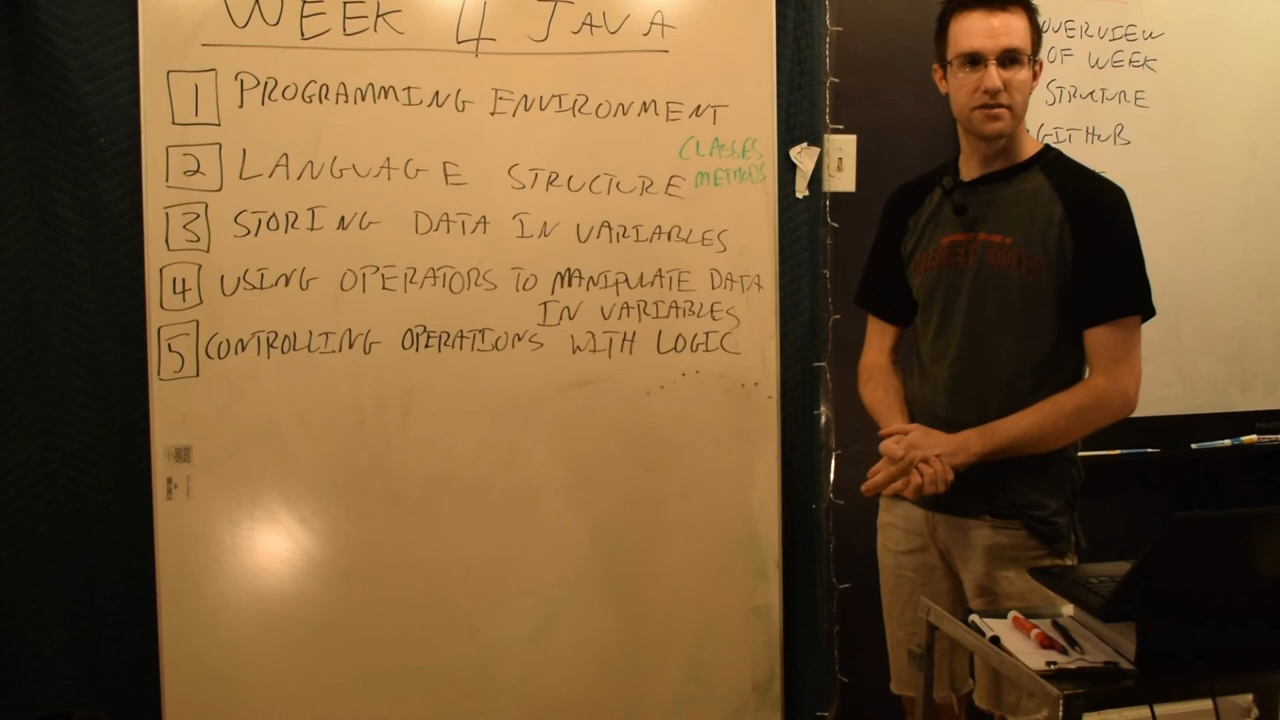 WEEK 4 JAVA
1 PROGRAMMING ENVIRONMENT
2 LANGUAGE STRUCTURE CLASSES
METHODS
3 STORING DATA IN VARIABLES
4 USING OPERATORS TO MANIPULATE DATA
IN VARIABLES
5 CONTROLLING OPERATIONS WITH LOGIC
OVERVIEW
OF WEEK
STRUCTURE
GITHUB